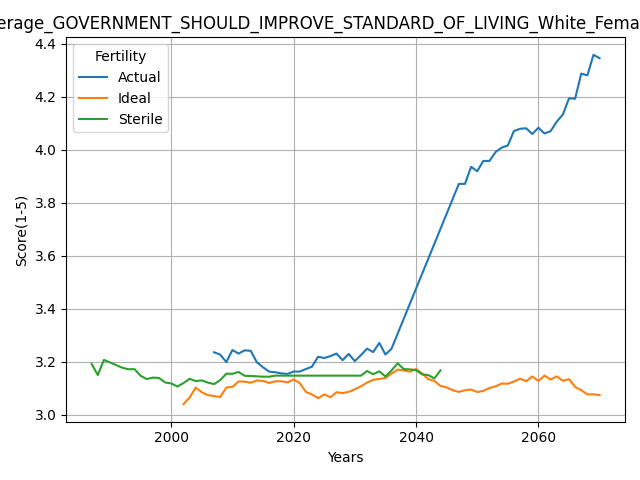 erage_GOVERNMENT_SHOULD_IMPROVE_STANDARD_OF_LIVING_White_Fema
Fertility
Actual
Ideal
Sterile
4.4
4.2
4.0
3.8
3.6
3.4
3.2
3.0
Score(1-5)
2000
2020
2040
2060
Years